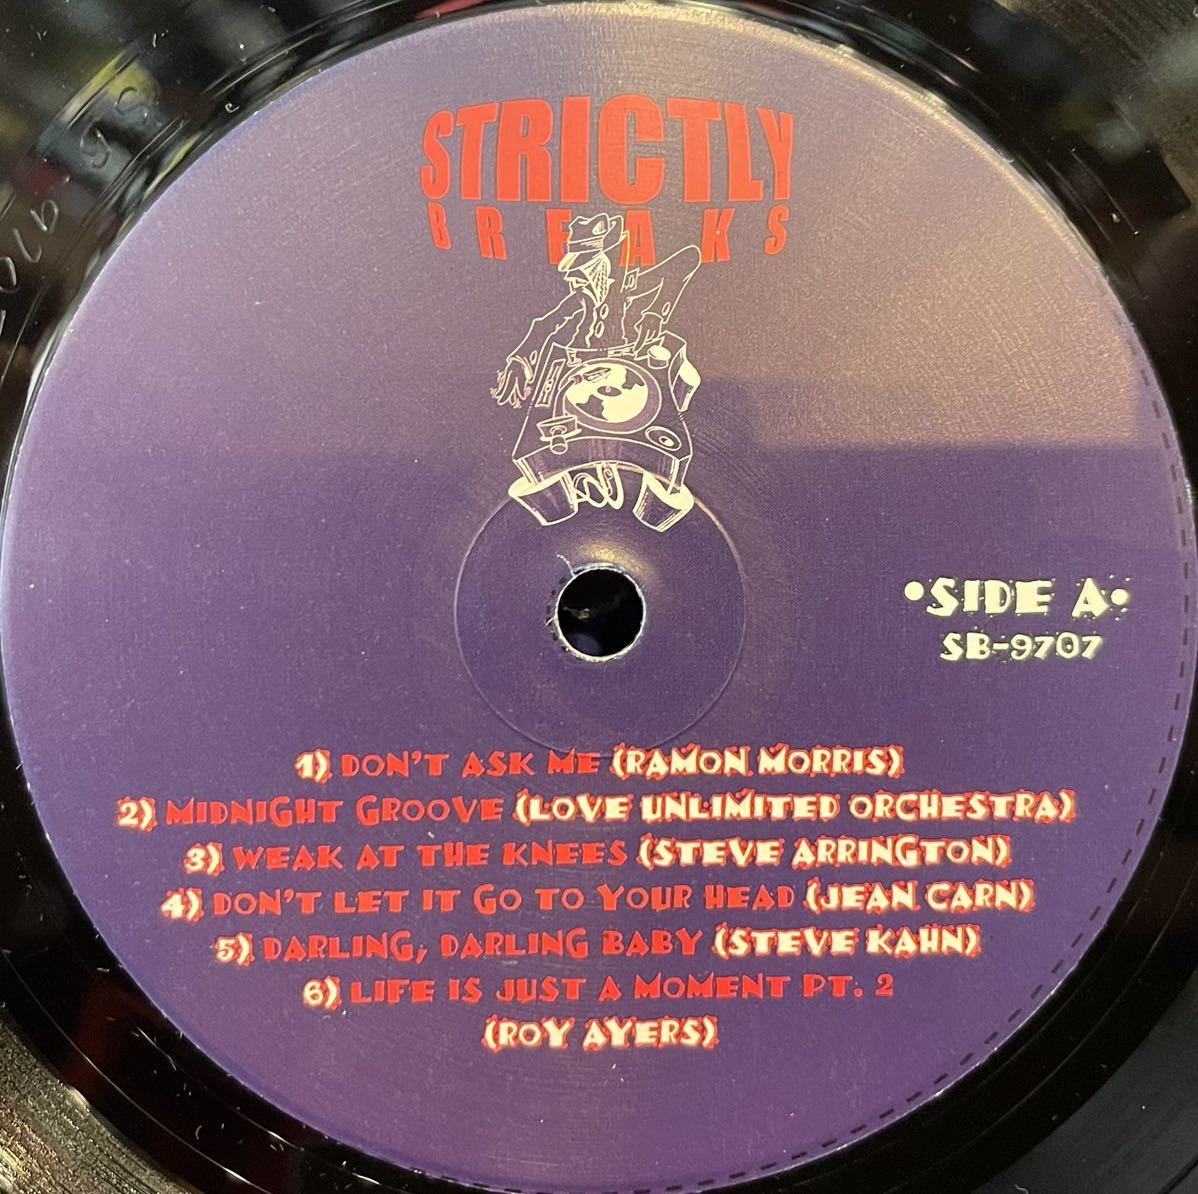 STRICTLY
BREAKS
•SIDE A•
SB-9707
1) DON'T ASK ME (RAMON MORRIS)
2) MIDNIGHT GROOVE (LOVE UNLIMITED ORCHESTRA)
3) WEAK AT THE KNEES (STEVE ARRINGTON)
4) DON'T LET IT GO TO YOUR HEAD (JEAN CARN)
5) DARLING, DARLING BABY (STEVE KAHN)
6) LIFE IS JUST A MOMENT PT. 2
(ROY AYERS)